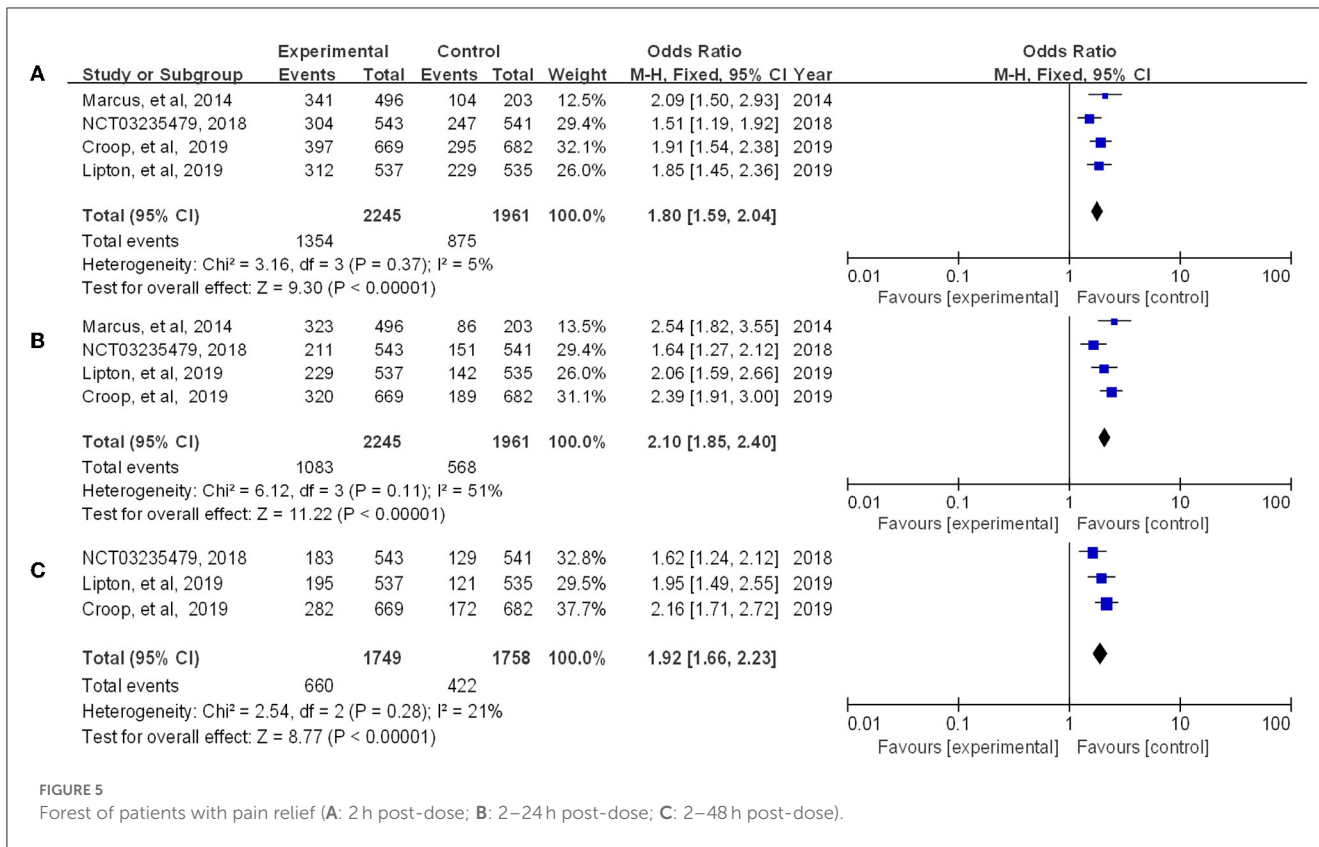 Experimental Control Odds Ratio Odds Ratio
A Study or Subgroup Events Total Events Total Weight M-H, Fixed, 95% CI Year M-H, Fixed, 95% CI
Marcus, et al, 2014 341 496 104 203 12.5% 2.09 [1.50, 2.93] 2014
NCT03235479, 2018 304 543 247 541 29.4% 1.51 [1.19, 1.92] 2018
Croop, et al, 2019 397 669 295 682 32.1% 1.91 [1.54, 2.38] 2019
Lipton, et al, 2019 312 537 229 535 26.0% 1.85 [1.45, 2.36] 2019
Total (95% CI) 2245 1961 100.0% 1.80 [1.59, 2.04]
Total events 1354 875
Heterogeneity: Chi² = 3.16, df = 3 (P = 0.37); I² = 5%
Test for overall effect: Z = 9.30 (P < 0.00001)
0.01 0.1 1 10 100
Favours [experimental] Favours [control]
B
Marcus, et al, 2014 323 496 86 203 13.5% 2.54 [1.82, 3.55] 2014
NCT03235479, 2018 211 543 151 541 29.4% 1.64 [1.27, 2.12] 2018
Lipton, et al, 2019 229 537 142 535 26.0% 2.06 [1.59, 2.66] 2019
Croop, et al, 2019 320 669 189 682 31.1% 2.39 [1.91, 3.00] 2019
Total (95% CI) 2245 1961 100.0% 2.10 [1.85, 2.40]
Total events 1083 568
Heterogeneity: Chi² = 6.12, df = 3 (P = 0.11); I² = 51%
Test for overall effect: Z = 11.22 (P < 0.00001)
0.01 0.1 1 10 100
Favours [experimental] Favours [control]
C
NCT03235479, 2018 183 543 129 541 32.8% 1.62 [1.24, 2.12] 2018
Lipton, et al, 2019 195 537 121 535 29.5% 1.95 [1.49, 2.55] 2019
Croop, et al, 2019 282 669 172 682 37.7% 2.16 [1.71, 2.72] 2019
Total (95% CI) 1749 1758 100.0% 1.92 [1.66, 2.23]
Total events 660 422
Heterogeneity: Chi² = 2.54, df = 2 (P = 0.28); I² = 21%
Test for overall effect: Z = 8.77 (P < 0.00001)
0.01 0.1 1 10 100
Favours [experimental] Favours [control]
FIGURE 5
Forest of patients with pain relief (A: 2 h post-dose; B: 2–24 h post-dose; C: 2–48 h post-dose).